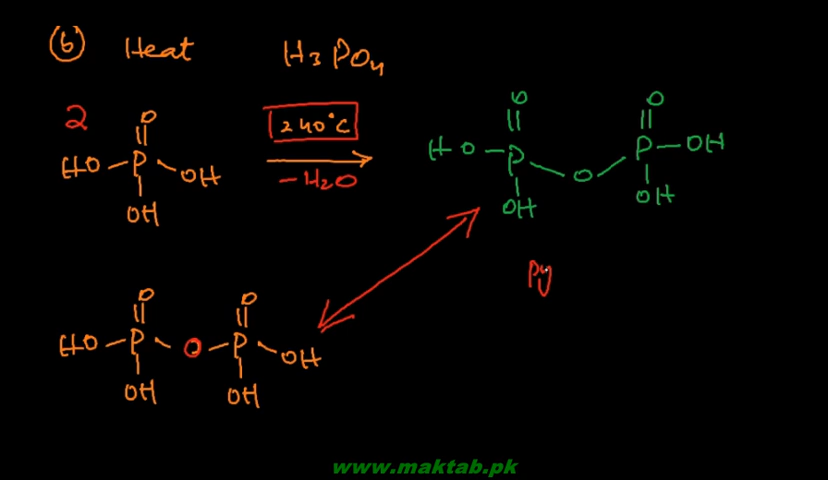 ⑥ Heat H3PO4
2
O O O
HO P OH 240°C HO P O P OH
OH -H2O OH OH
Py
O O
HO P O P OH
OH OH
www.maktab.pk